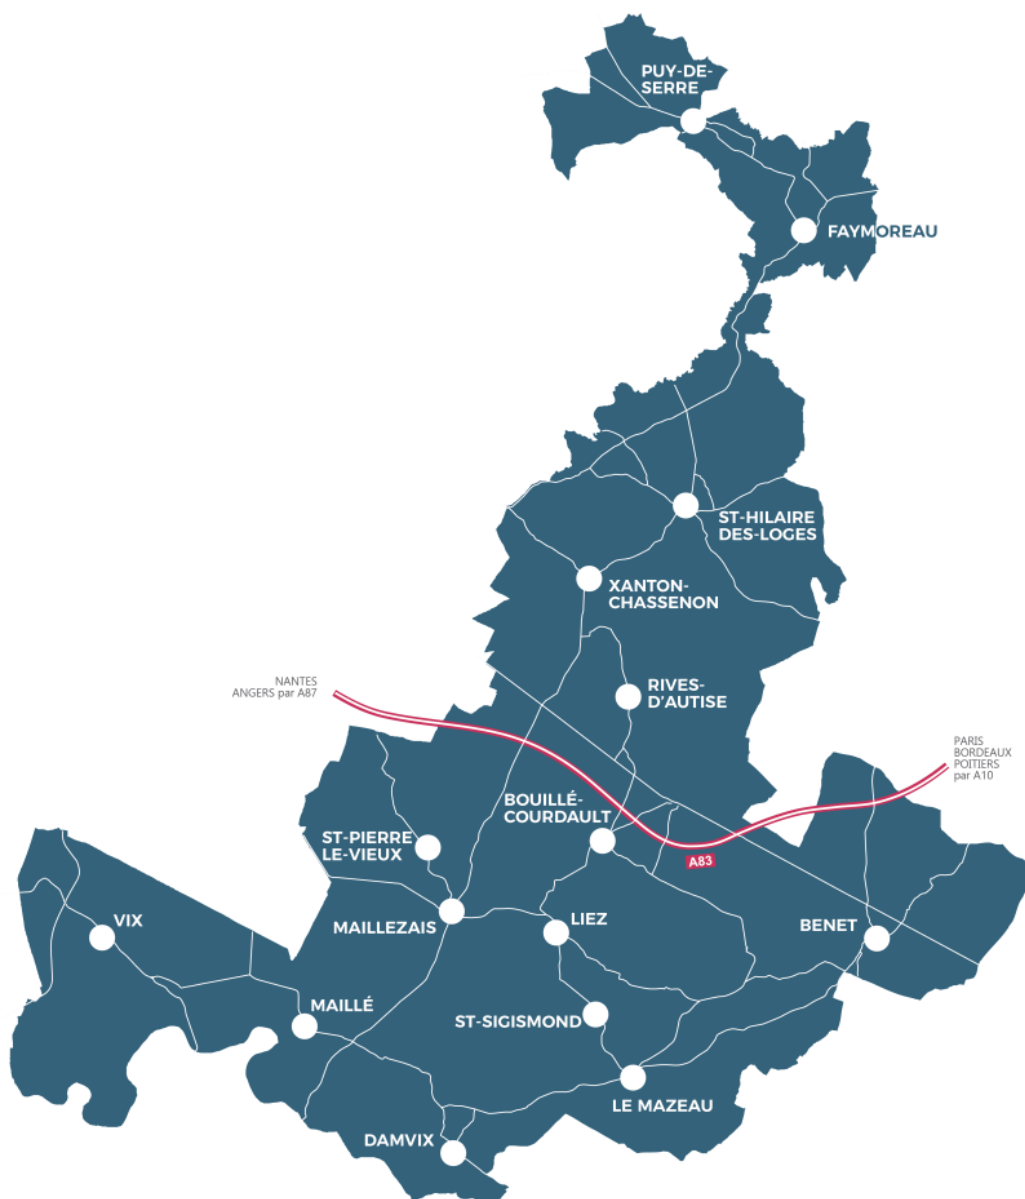 PUY-DE-
SERRE
FAYMOREAU
ST-HILAIRE
DES-LOGES
XANTON-
CHASSENON
NANTES
ANGERS par A87
RIVES-
D'AUTISE
PARIS
BORDEAUX
POITIERS
par A10
BOUILLÉ-
COURDAULT
ST-PIERRE
LE-VIEUX
A83
VIX
MAILLEZAIS
LIEZ
BENET
MAILLÉ
ST-SIGISMOND
LE MAZEAU
DAMVIX